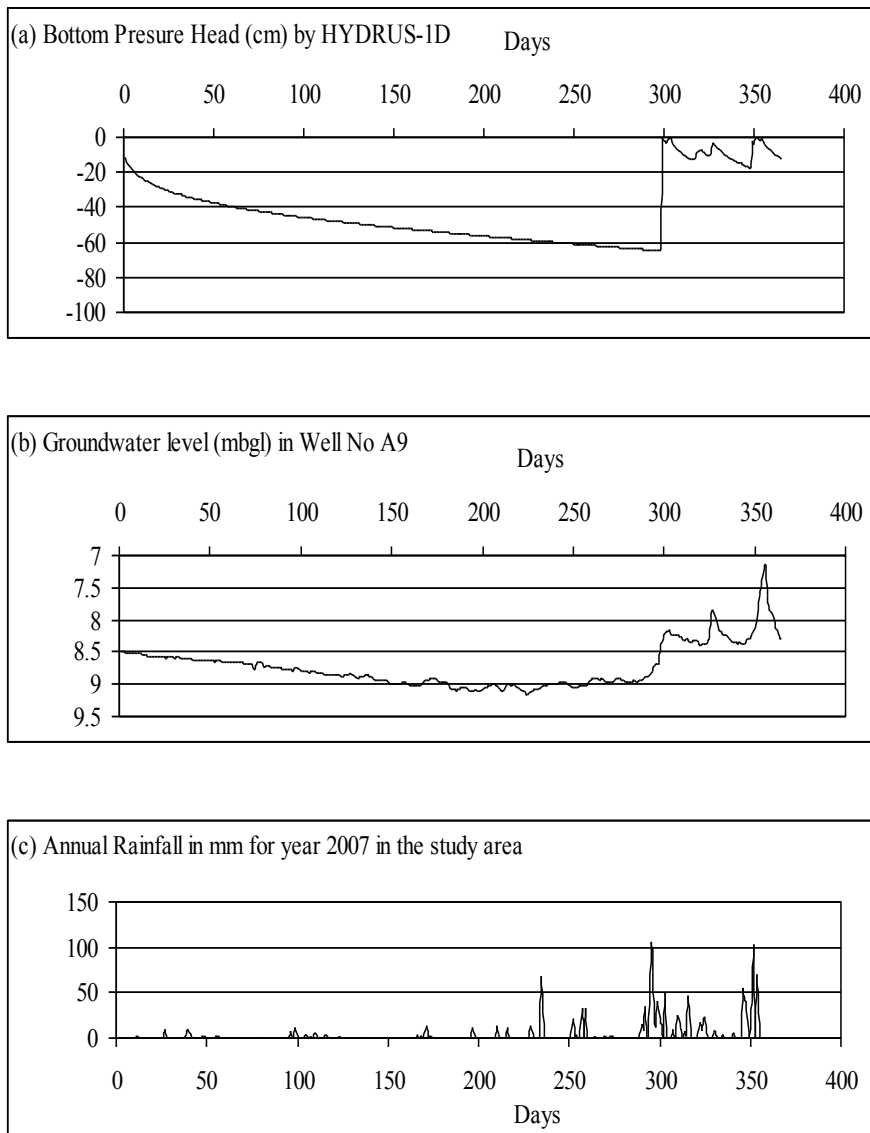 (a) Bottom Presure Head (cm) by HYDRUS-1D
Days
0 50 100 150 200 250 300 350 400
0
-20
-40
-60
-80
-100
(b) Groundwater level (mbgl) in Well No A9
Days
0 50 100 150 200 250 300 350 400
7
7.5
8
8.5
9
9.5
(c) Annual Rainfall in mm for year 2007 in the study area
150
100
50
0
0 50 100 150 200 250 300 350 400
Days